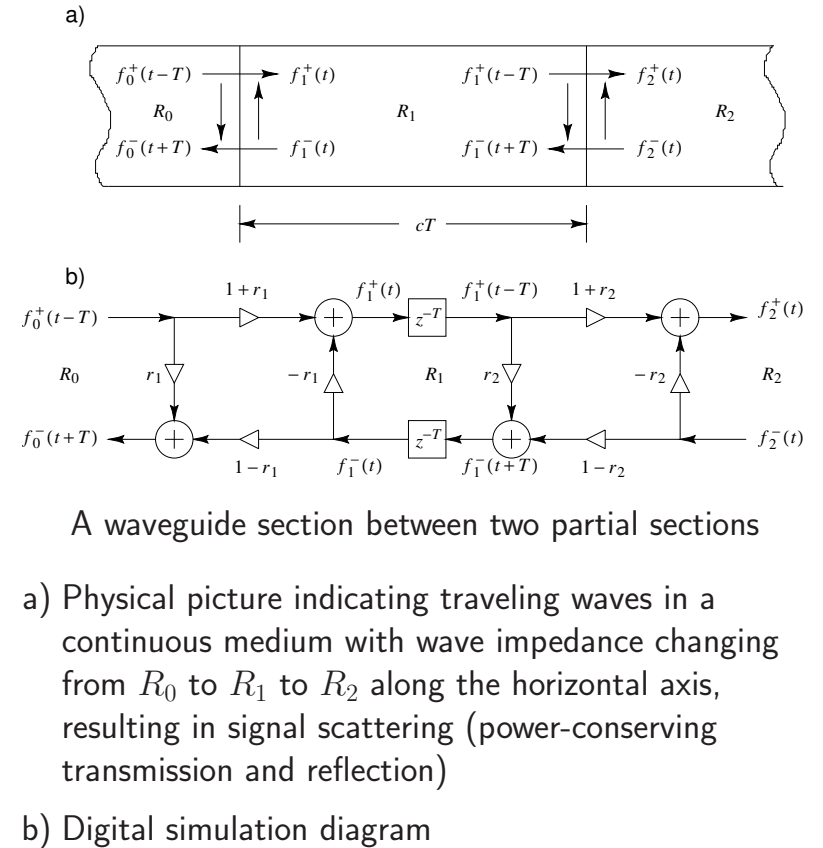 a)
f₀⁺(t−T) f₁⁺(t) f₁⁺(t−T) f₂⁺(t)
R₀ R₁ R₂
f₀⁻(t+T) f₁⁻(t) f₁⁻(t+T) f₂⁻(t)
cT
b)
1+r₁ f₁⁺(t) f₁⁺(t−T) 1+r₂
f₀⁺(t−T) + z⁻ᵀ + f₂⁺(t)
R₀ r₁ −r₁ R₁ r₂ −r₂ R₂
f₀⁻(t+T) + z⁻ᵀ + f₂⁻(t)
1−r₁ f₁⁻(t) f₁⁻(t+T) 1−r₂
A waveguide section between two partial sections
a) Physical picture indicating traveling waves in a
continuous medium with wave impedance changing
from R₀ to R₁ to R₂ along the horizontal axis,
resulting in signal scattering (power-conserving
transmission and reflection)
b) Digital simulation diagram